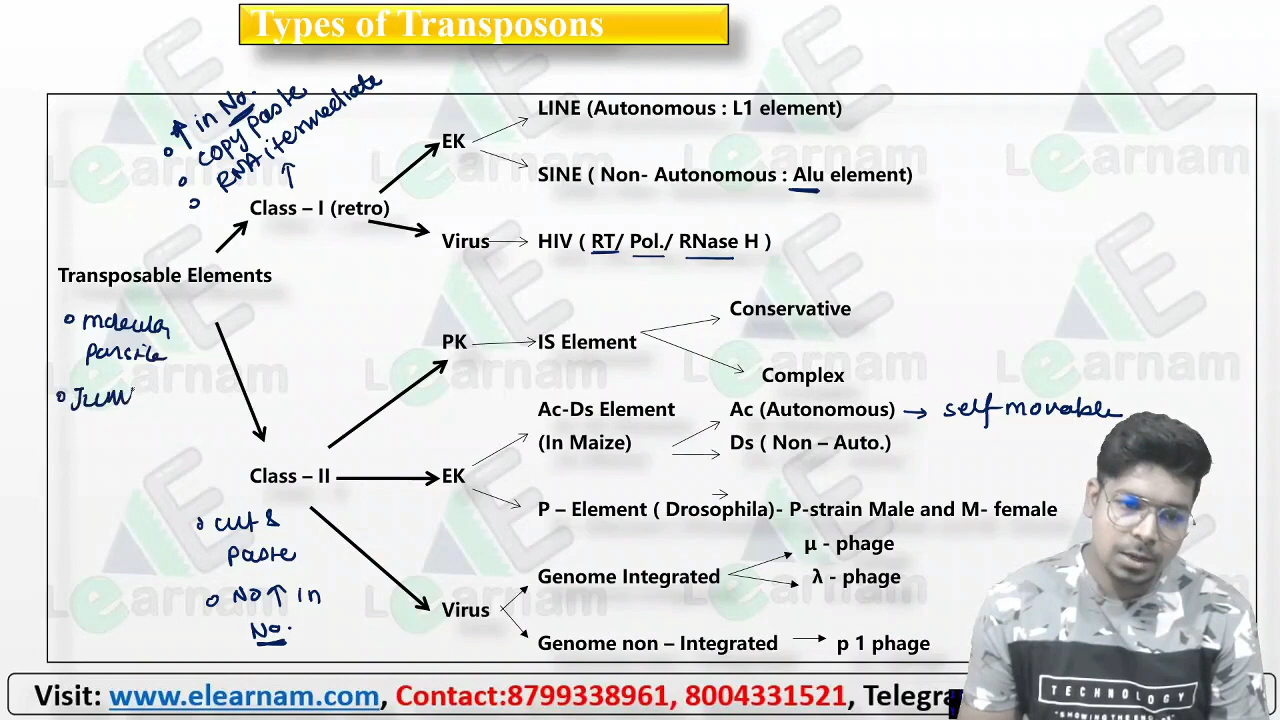 Types of Transposons
↑ in No.
copy paste
RNA itermediate
↑
LINE (Autonomous : L1 element)
EK
SINE ( Non- Autonomous : Alu element)
Class – I (retro)
Virus
HIV ( RT/ Pol./ RNase H )
Transposable Elements
Conservative
PK
IS Element
Complex
Ac-Ds Element
(In Maize)
Ac (Autonomous) → self movable
Ds ( Non – Auto.)
Class – II
EK
P – Element ( Drosophila)- P-strain Male and M- female
cut &
paste
NO ↑ in
No.
µ - phage
Genome Integrated
λ - phage
Virus
Genome non – Integrated
p 1 phage
TECHNOLOGY
Visit: www.elearnam.com, Contact:8799338961, 8004331521, Telegra
Learnam